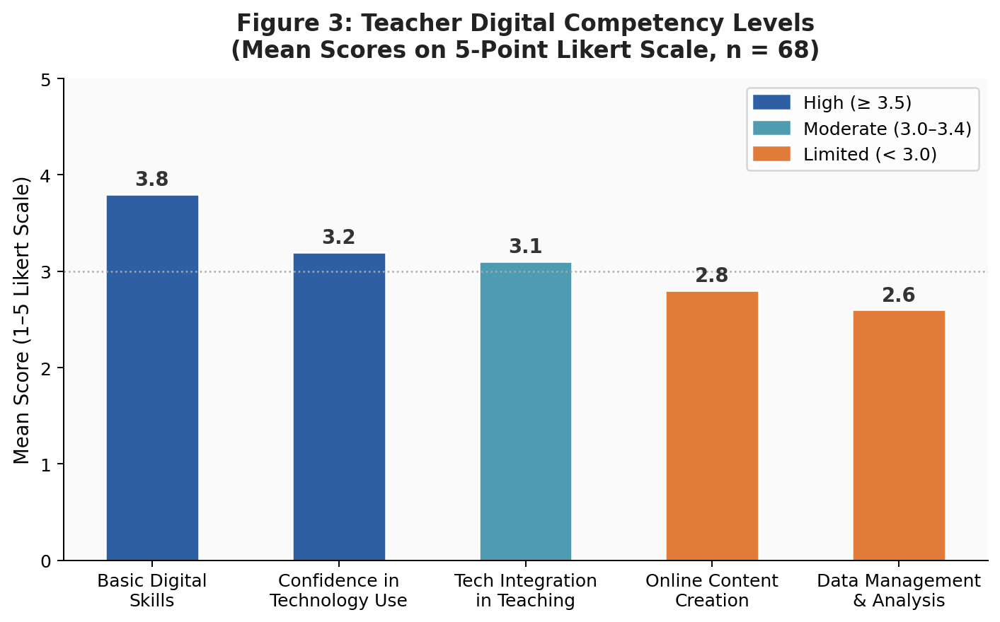 Figure 3: Teacher Digital Competency Levels
(Mean Scores on 5-Point Likert Scale, n = 68)
Mean Score (1–5 Likert Scale)
5
4
3
2
1
0
High (≥ 3.5)
Moderate (3.0–3.4)
Limited (< 3.0)
3.8
3.2
3.1
2.8
2.6
Basic Digital
Skills
Confidence in
Technology Use
Tech Integration
in Teaching
Online Content
Creation
Data Management
& Analysis